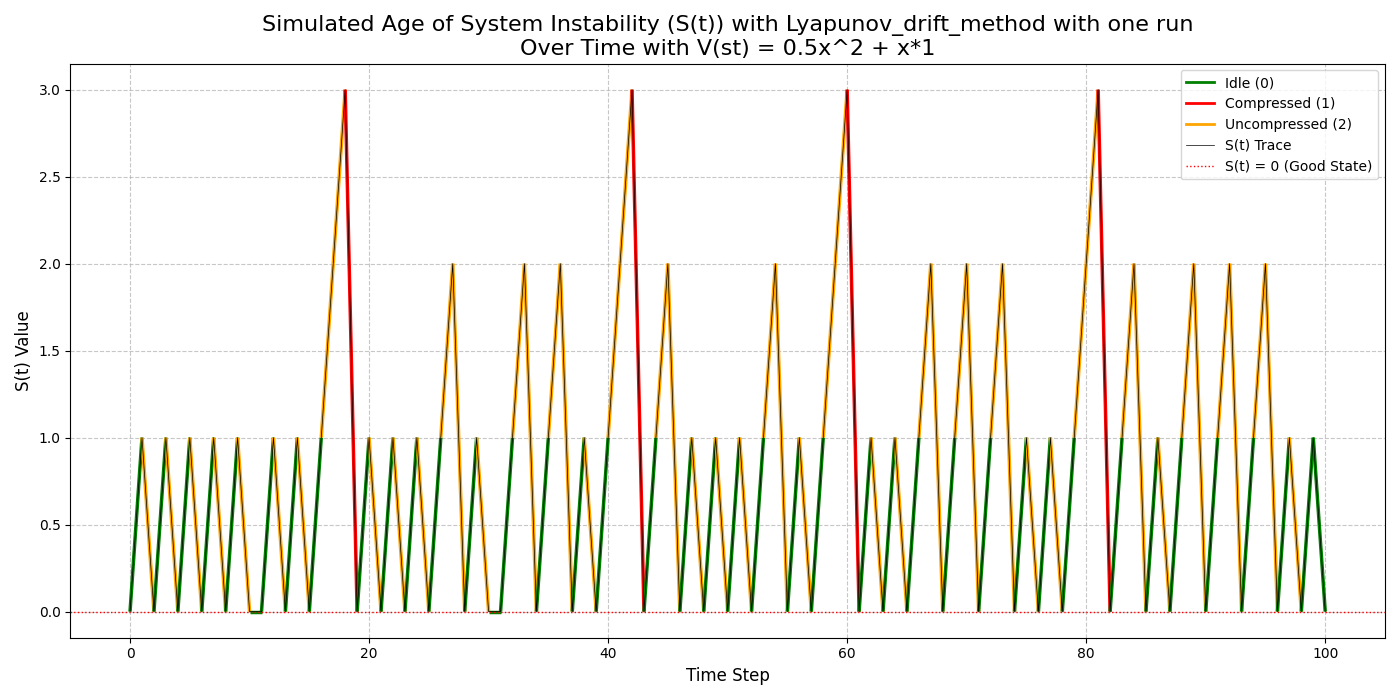 Simulated Age of System Instability (S(t)) with Lyapunov_drift_method with one run
Over Time with V(st) = 0.5x^2 + x*1
Idle (0)
Compressed (1)
Uncompressed (2)
S(t) Trace
S(t) = 0 (Good State)
S(t) Value
3.0
2.5
2.0
1.5
1.0
0.5
0.0
0 20 40 60 80 100
Time Step